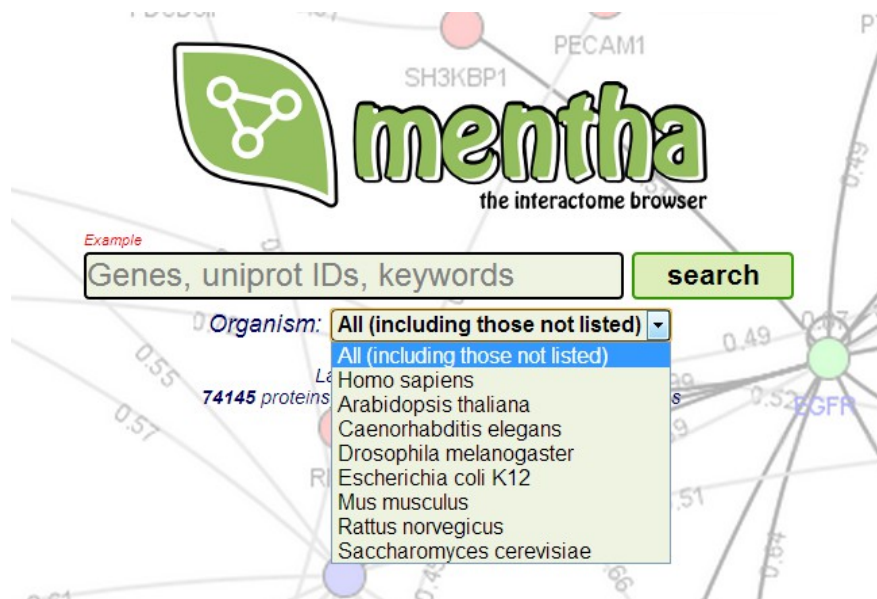 PECAM1
SH3KBP1
mentha
the interactome browser
0.49
Example
Genes, uniprot IDs, keywords
search
Organism: All (including those not listed)
0.49
All (including those not listed)
0.55
Homo sapiens
74145 proteins
Arabidopsis thaliana
0.52
EGFR
0.57
Caenorhabditis elegans
Drosophila melanogaster
Escherichia coli K12
Mus musculus
Rattus norvegicus
Saccharomyces cerevisiae
0.64
0.66